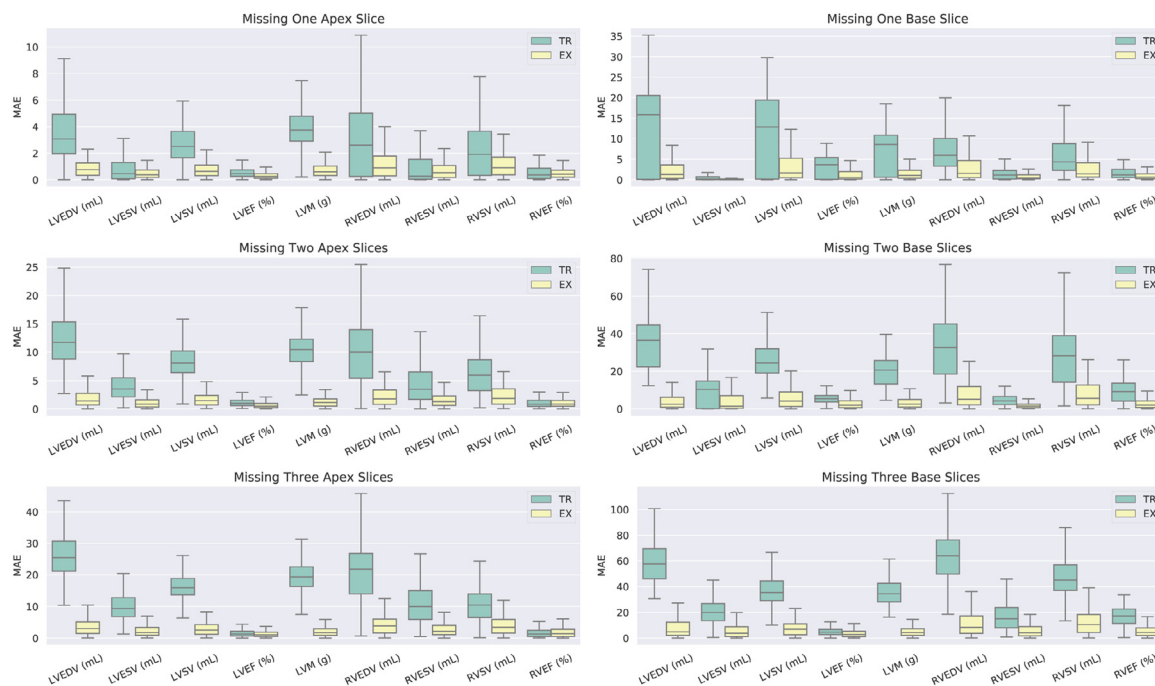 Missing One Apex Slice
10
8
6
4
2
0
MAE
TR
EX
LVEDV (mL)
LVESV (mL)
LVSV (mL)
LVEF (%)
LVM (g)
RVEDV (mL)
RVESV (mL)
RVSV (mL)
RVEF (%)
Missing One Base Slice
35
30
25
20
15
10
5
0
MAE
TR
EX
LVEDV (mL)
LVESV (mL)
LVSV (mL)
LVEF (%)
LVM (g)
RVEDV (mL)
RVESV (mL)
RVSV (mL)
RVEF (%)
Missing Two Apex Slices
25
20
15
10
5
0
MAE
TR
EX
LVEDV (mL)
LVESV (mL)
LVSV (mL)
LVEF (%)
LVM (g)
RVEDV (mL)
RVESV (mL)
RVSV (mL)
RVEF (%)
Missing Two Base Slices
80
60
40
20
0
MAE
TR
EX
LVEDV (mL)
LVESV (mL)
LVSV (mL)
LVEF (%)
LVM (g)
RVEDV (mL)
RVESV (mL)
RVSV (mL)
RVEF (%)
Missing Three Apex Slices
40
30
20
10
0
MAE
TR
EX
LVEDV (mL)
LVESV (mL)
LVSV (mL)
LVEF (%)
LVM (g)
RVEDV (mL)
RVESV (mL)
RVSV (mL)
RVEF (%)
Missing Three Base Slices
100
80
60
40
20
0
MAE
TR
EX
LVEDV (mL)
LVESV (mL)
LVSV (mL)
LVEF (%)
LVM (g)
RVEDV (mL)
RVESV (mL)
RVSV (mL)
RVEF (%)